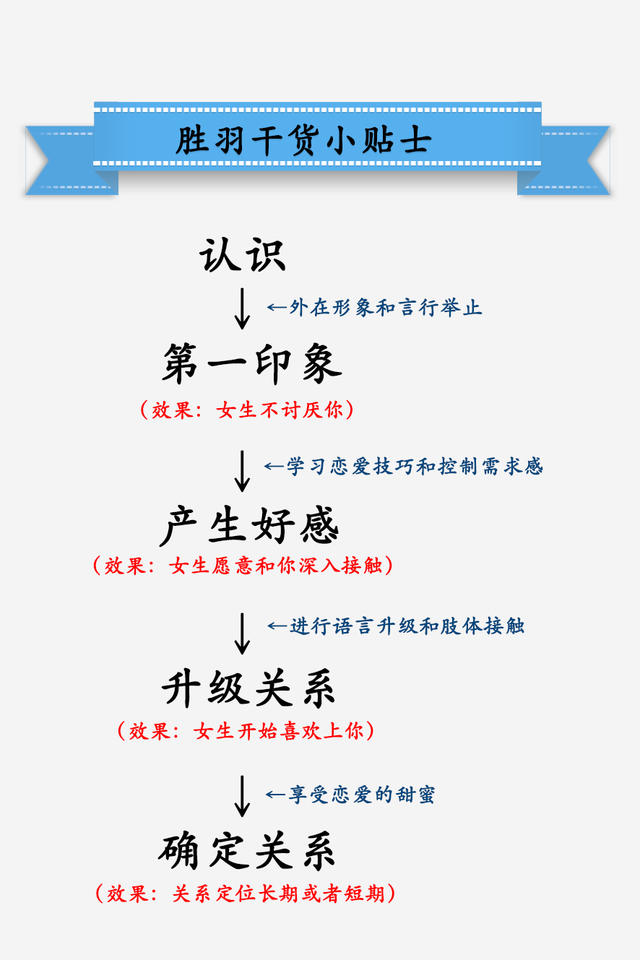 胜羽干货小贴士
认识
←外在形象和言行举止
第一印象
（效果：女生不讨厌你）
←学习恋爱技巧和控制需求感
产生好感
（效果：女生愿意和你深入接触）
←进行语言升级和肢体接触
升级关系
（效果：女生开始喜欢上你）
←享受恋爱的甜蜜
确定关系
（效果：关系定位长期或者短期）